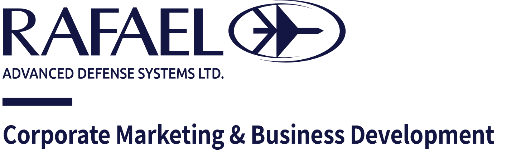 RAFAEL
ADVANCED DEFENSE SYSTEMS LTD.
Corporate Marketing & Business Development